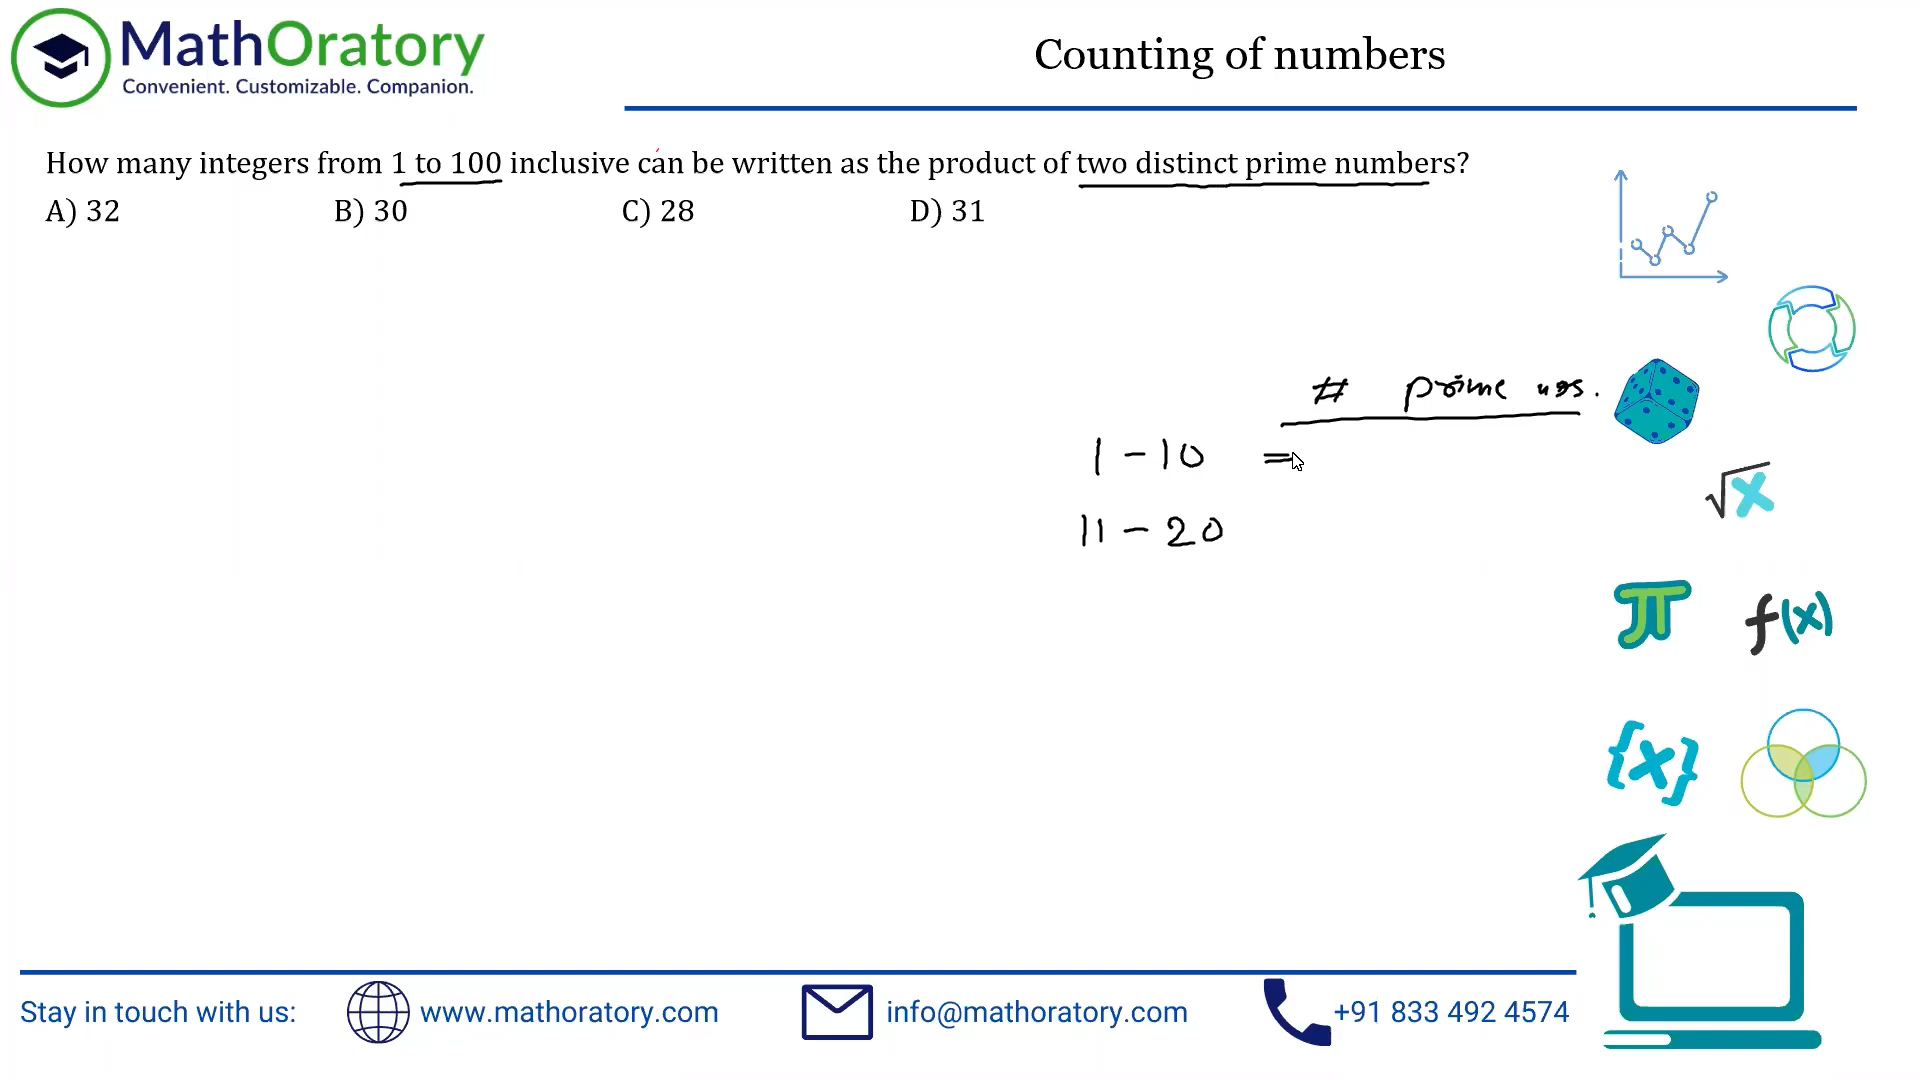 MathOratory
Convenient. Customizable. Companion.
Counting of numbers
How many integers from 1 to 100 inclusive can be written as the product of two distinct prime numbers?
A) 32 B) 30 C) 28 D) 31
# prime nos.
1 - 10 =
11 - 20
√x
π f(x)
{x}
Stay in touch with us: www.mathoratory.com info@mathoratory.com +91 833 492 4574